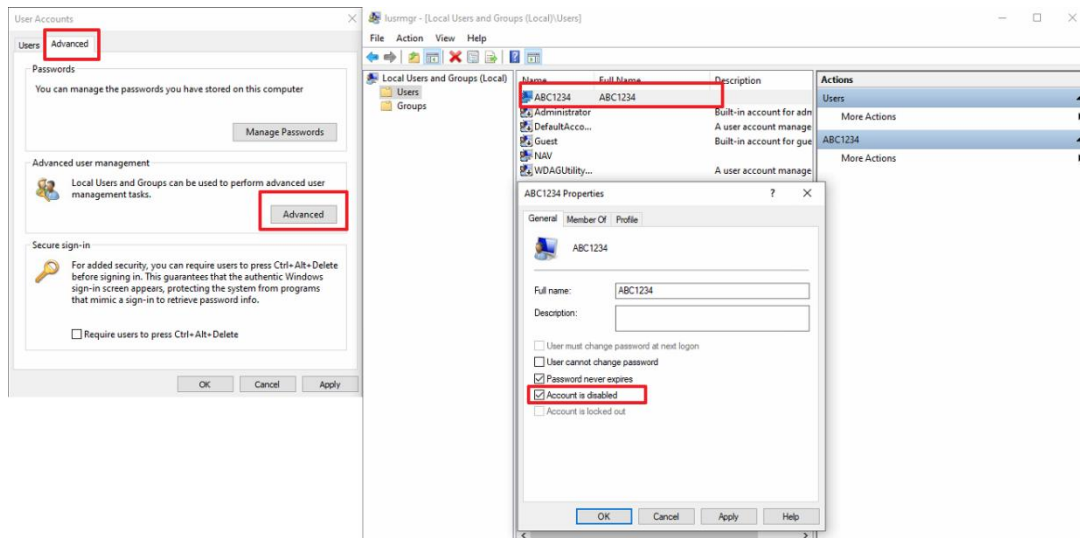 User Accounts
Users
Advanced
Passwords
You can manage the passwords you have stored on this computer
Manage Passwords
Advanced user management
Local Users and Groups can be used to perform advanced user
management tasks.
Advanced
Secure sign-in
For added security, you can require users to press Ctrl+Alt+Delete
before signing in. This guarantees that the authentic Windows
sign-in screen appears, protecting the system from programs
that mimic a sign-in to retrieve password info.
Require users to press Ctrl+Alt+Delete
OK Cancel Apply
lusrmgr - [Local Users and Groups (Local)\Users]
File Action View Help
Local Users and Groups (Local)
Users
Groups
Name Full Name Description
ABC1234 ABC1234
Administrator Built-in account for adn
DefaultAcco... A user account manage
Guest Built-in account for gue
NAV
WDAGUtility... A user account manage
Actions
Users
More Actions
ABC1234
More Actions
ABC1234 Properties
General Member Of Profile
ABC1234
Full name: ABC1234
Description:
User must change password at next logon
User cannot change password
Password never expires
Account is disabled
Account is locked out
OK Cancel Apply Help